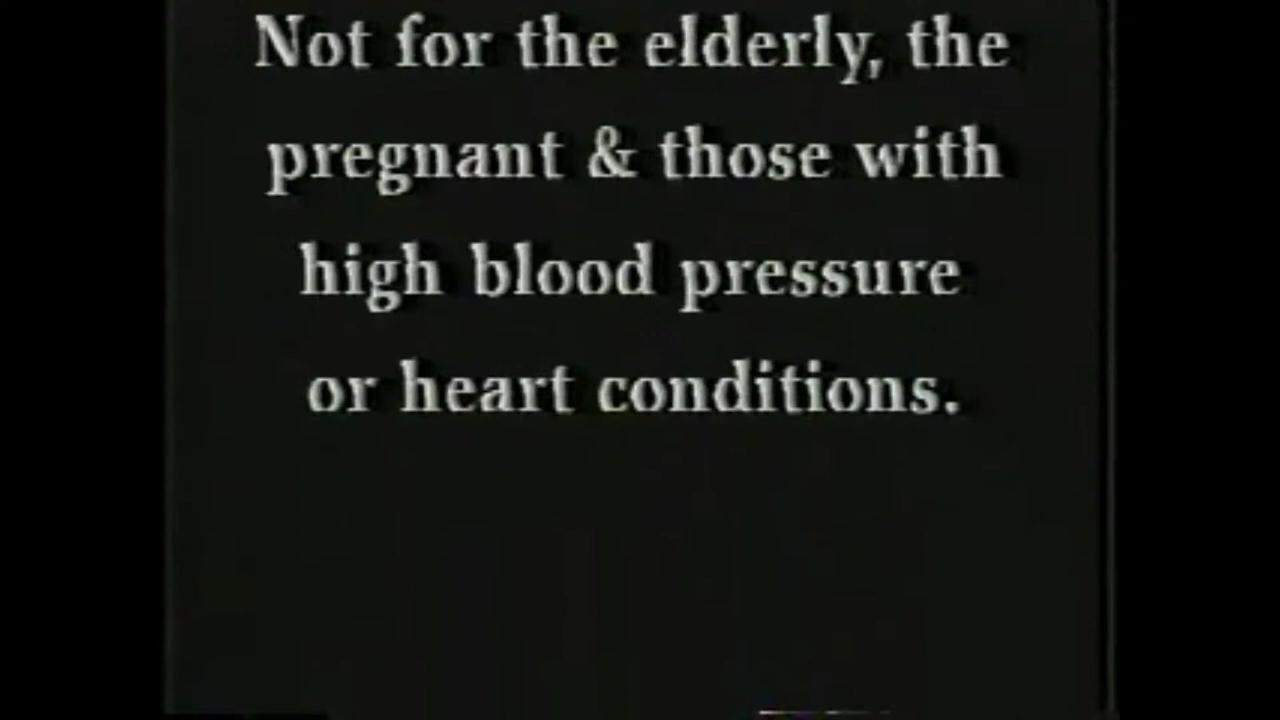 Not for the elderly, the
pregnant & those with
high blood pressure
or heart conditions.